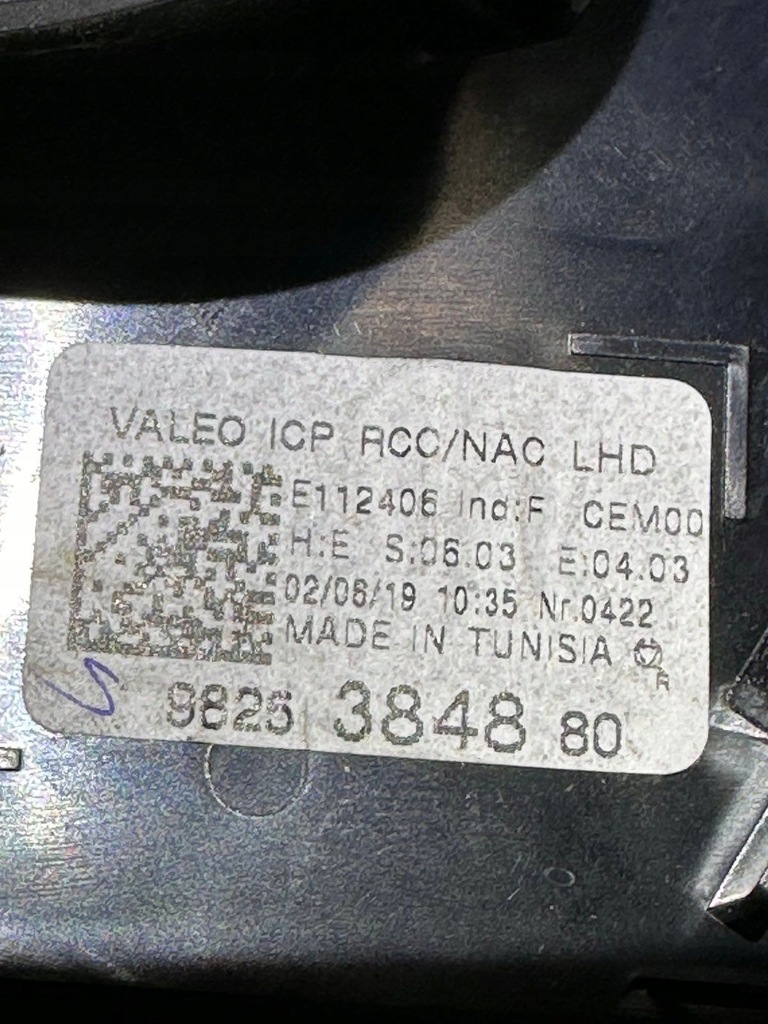 VALEO ICP RCC/NAC LHD
E112406 Ind:F CEM00
H:E S:06.03 E:04.03
02/06/19 10:35 Nr.0422
MADE IN TUNISIA
R
9825 3848 80